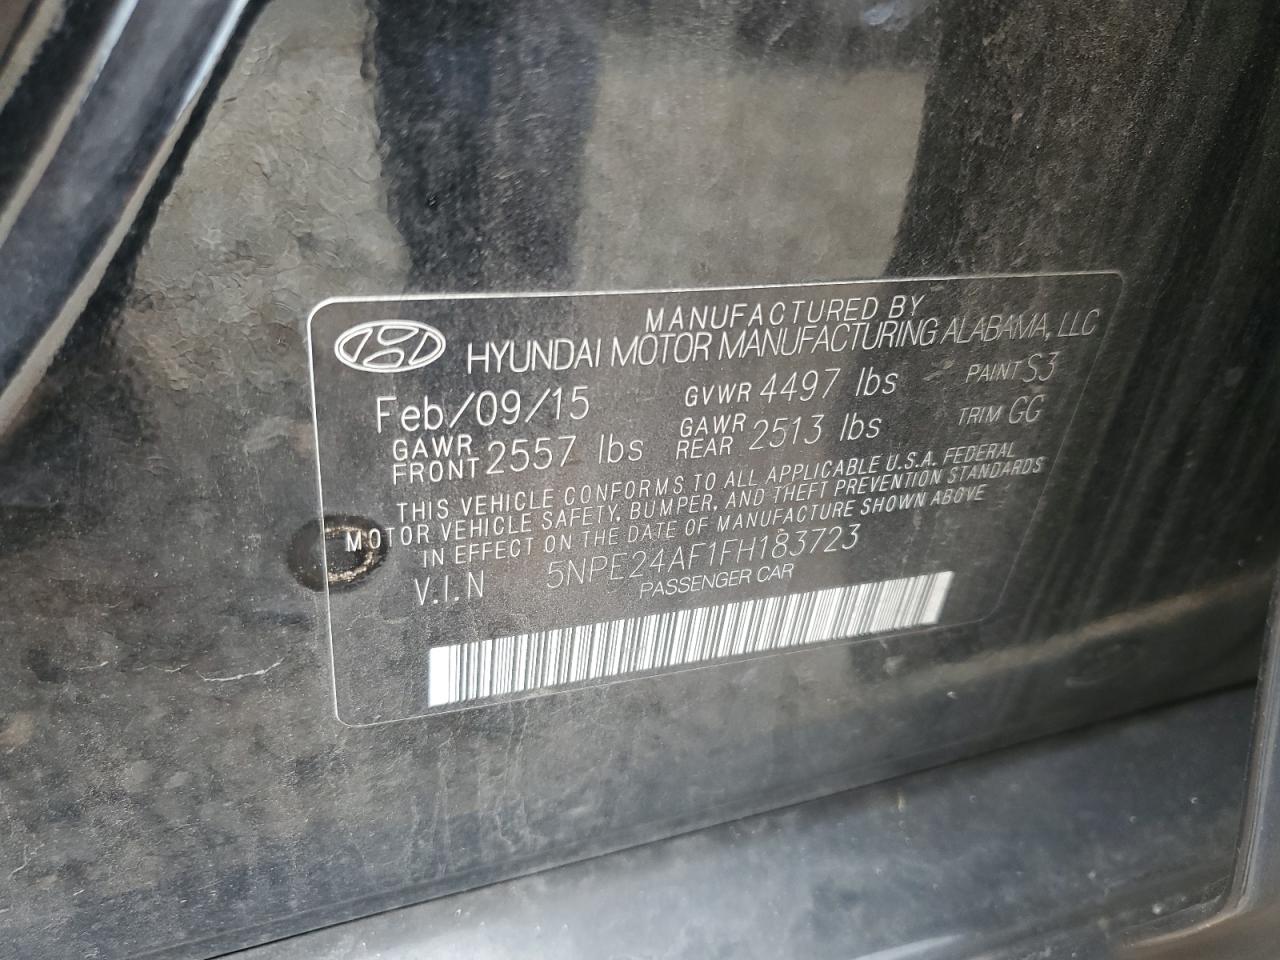 MANUFACTURED BY
HYUNDAI MOTOR MANUFACTURING ALABAMA, LLC
Feb/09/15 GVWR 4497 lbs PAINT S3
GAWR FRONT 2557 lbs GAWR REAR 2513 lbs TRIM GG
THIS VEHICLE CONFORMS TO ALL APPLICABLE U.S.A. FEDERAL
MOTOR VEHICLE SAFETY, BUMPER, AND THEFT PREVENTION STANDARDS
IN EFFECT ON THE DATE OF MANUFACTURE SHOWN ABOVE
V.I.N 5NPE24AF1FH183723
PASSENGER CAR